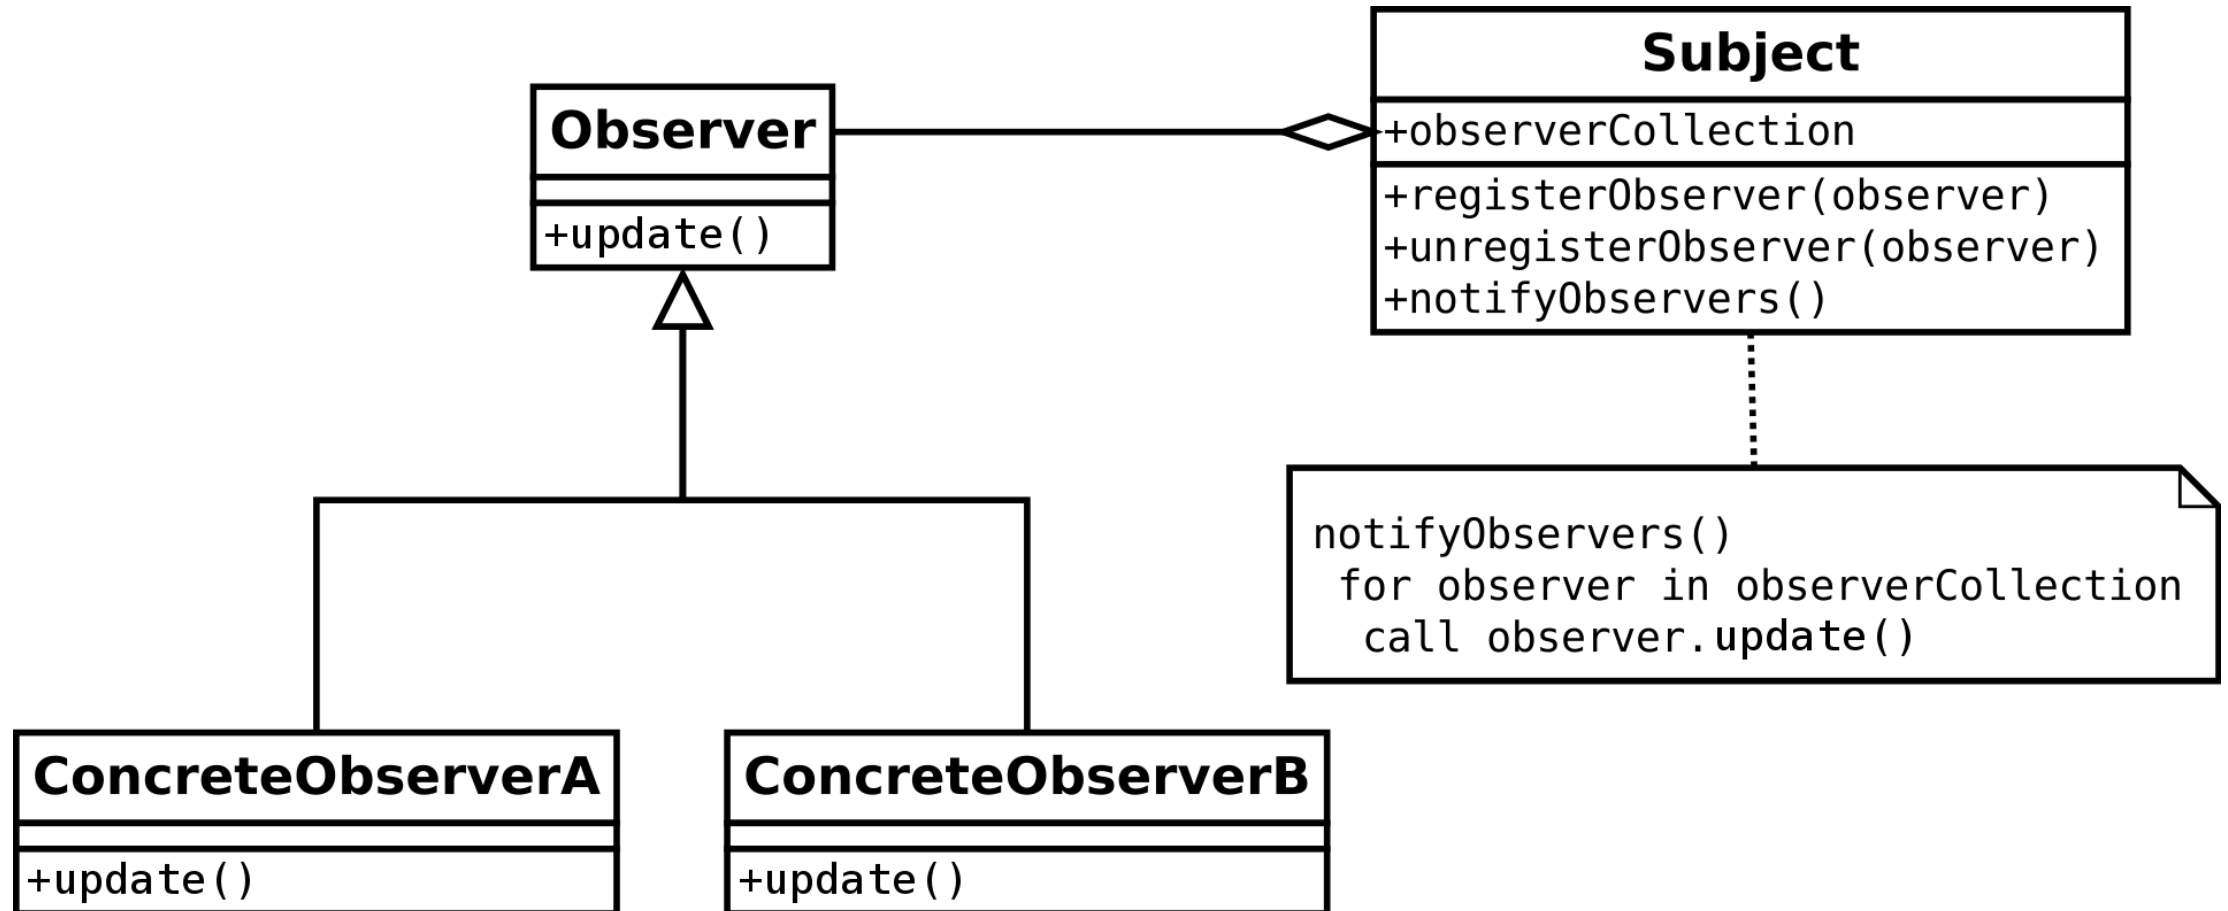 Observer
+update()
Subject
+observerCollection
+registerObserver(observer)
+unregisterObserver(observer)
+notifyObservers()
notifyObservers()
for observer in observerCollection
call observer.update()
ConcreteObserverA
+update()
ConcreteObserverB
+update()